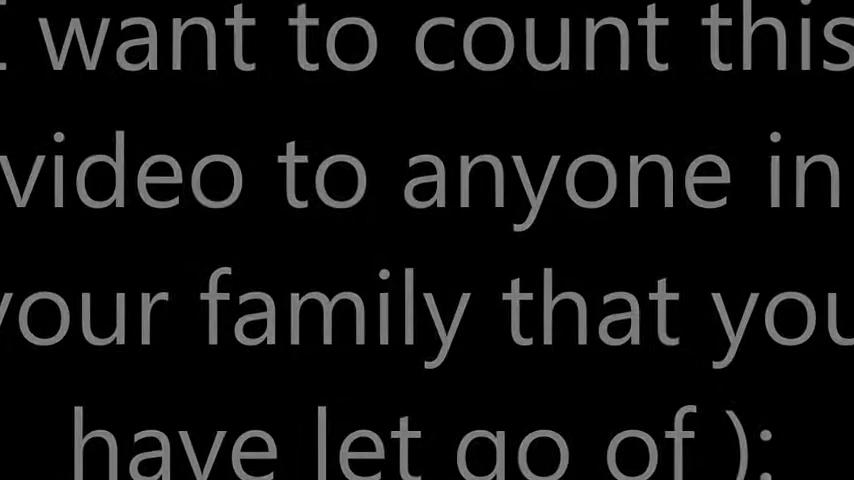 I want to count this
video to anyone in
your family that you
have let go of ):